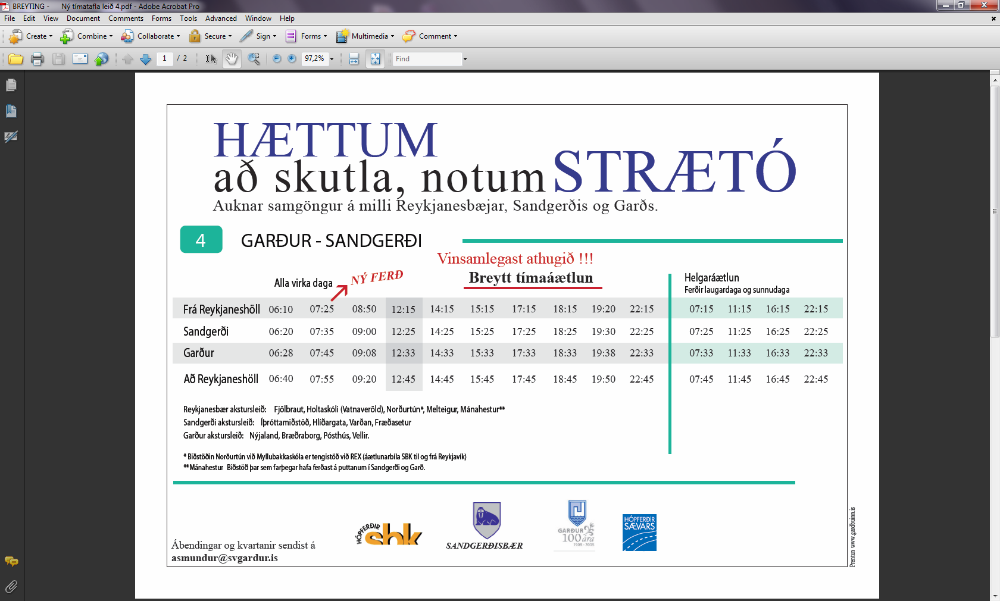 BREYTING -      Ný tímatafla leið 4.pdf - Adobe Acrobat Pro
File Edit View Document Comments Forms Tools Advanced Window Help
Create Combine Collaborate Secure Sign Forms Multimedia Comment
1 / 2 97,2% Find
HÆTTUM
að skutla, notum STRÆTÓ
Auknar samgöngur á milli Reykjanesbæjar, Sandgerðis og Garðs.
4 GARÐUR - SANDGERÐI
Vinsamlegast athugið !!!
Breytt tímaáætlun
Alla virka daga NÝ FERÐ
Helgaráætlun
Ferðir laugardaga og sunnudaga
Frá Reykjaneshöll 06:10 07:25 08:50 12:15 14:15 15:15 17:15 18:15 19:20 22:15 07:15 11:15 16:15 22:15
Sandgerði 06:20 07:35 09:00 12:25 14:25 15:25 17:25 18:25 19:30 22:25 07:25 11:25 16:25 22:25
Garður 06:28 07:45 09:08 12:33 14:33 15:33 17:33 18:33 19:38 22:33 07:33 11:33 16:33 22:33
Að Reykjaneshöll 06:40 07:55 09:20 12:45 14:45 15:45 17:45 18:45 19:50 22:45 07:45 11:45 16:45 22:45
Reykjanesbær akstursleið: Fjölbraut, Holtaskóli (Vatnaveröld), Norðurtún*, Melteigur, Mánahestur**
Sandgerði akstursleið: Íþróttamiðstöð, Hlíðargata, Varðan, Fræðasetur
Garður akstursleið: Nýjaland, Bræðraborg, Pósthús, Vellir.
* Biðstöðin Norðurtún við Myllubakkaskóla er tengistöð við REX (áætlunarbíla SBK til og frá Reykjavík)
** Mánahestur Biðstöð þar sem farþegar hafa ferðast á puttanum í Sandgerði og Garð.
HÓPFERÐIR sbk
SANDGERÐISBÆR
GARÐUR
100 ára
1908 - 2008
HÓPFERÐIR
SÆVARS
Ábendingar og kvartanir sendist á
asmundur@svgardur.is
Prentun www.gardbuinn.is